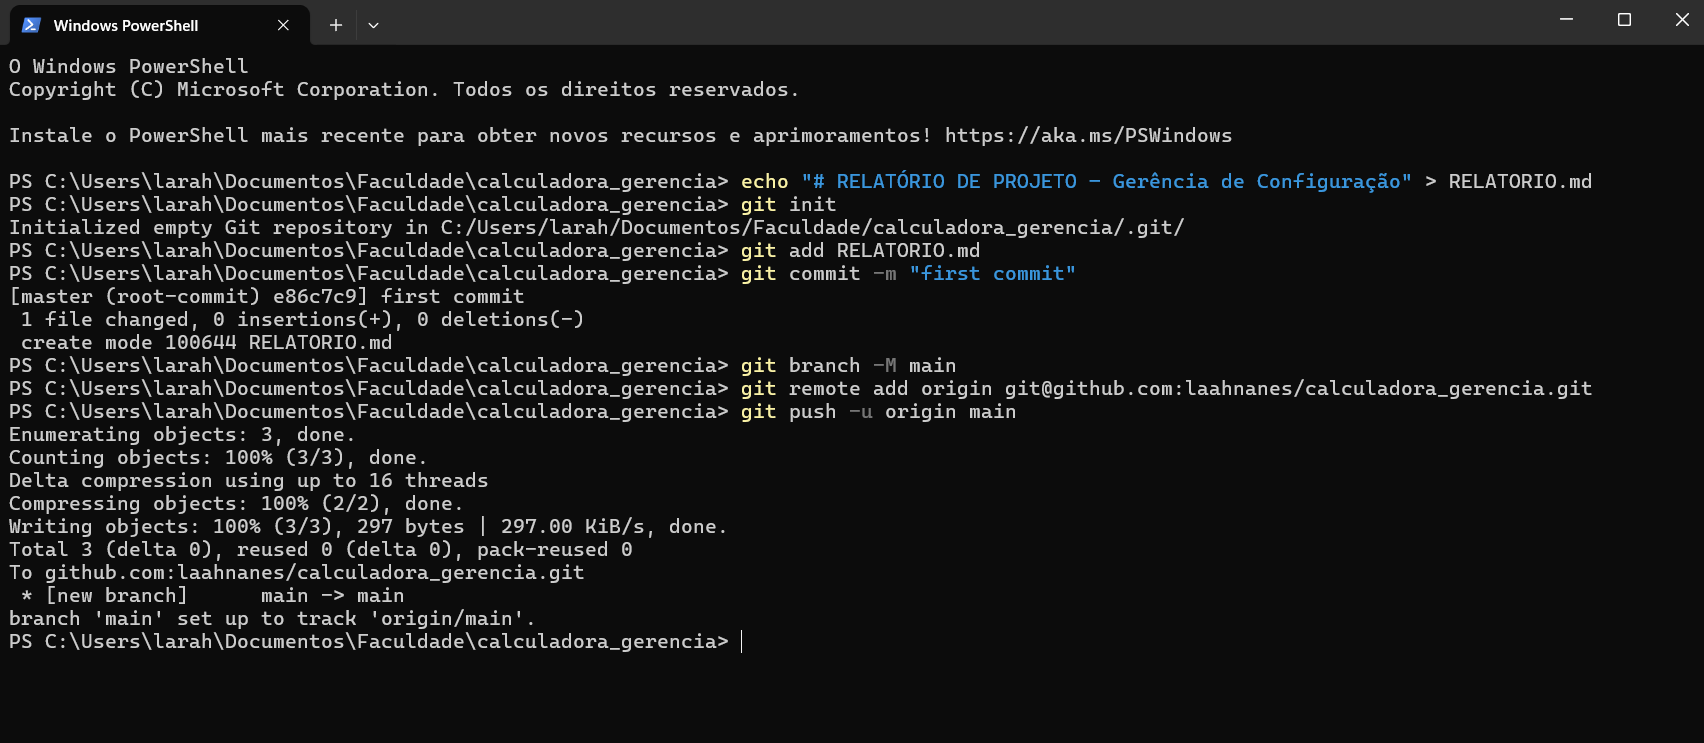 Windows PowerShell
O Windows PowerShell
Copyright (C) Microsoft Corporation. Todos os direitos reservados.
Instale o PowerShell mais recente para obter novos recursos e aprimoramentos! https://aka.ms/PSWindows
PS C:\Users\larah\Documentos\Faculdade\calculadora_gerencia> echo "# RELATÓRIO DE PROJETO - Gerência de Configuração" > RELATORIO.md
PS C:\Users\larah\Documentos\Faculdade\calculadora_gerencia> git init
Initialized empty Git repository in C:/Users/larah/Documentos/Faculdade/calculadora_gerencia/.git/
PS C:\Users\larah\Documentos\Faculdade\calculadora_gerencia> git add RELATORIO.md
PS C:\Users\larah\Documentos\Faculdade\calculadora_gerencia> git commit -m "first commit"
[master (root-commit) e86c7c9] first commit
 1 file changed, 0 insertions(+), 0 deletions(-)
 create mode 100644 RELATORIO.md
PS C:\Users\larah\Documentos\Faculdade\calculadora_gerencia> git branch -M main
PS C:\Users\larah\Documentos\Faculdade\calculadora_gerencia> git remote add origin git@github.com:laahnanes/calculadora_gerencia.git
PS C:\Users\larah\Documentos\Faculdade\calculadora_gerencia> git push -u origin main
Enumerating objects: 3, done.
Counting objects: 100% (3/3), done.
Delta compression using up to 16 threads
Compressing objects: 100% (2/2), done.
Writing objects: 100% (3/3), 297 bytes | 297.00 KiB/s, done.
Total 3 (delta 0), reused 0 (delta 0), pack-reused 0
To github.com:laahnanes/calculadora_gerencia.git
 * [new branch]      main -> main
branch 'main' set up to track 'origin/main'.
PS C:\Users\larah\Documentos\Faculdade\calculadora_gerencia>